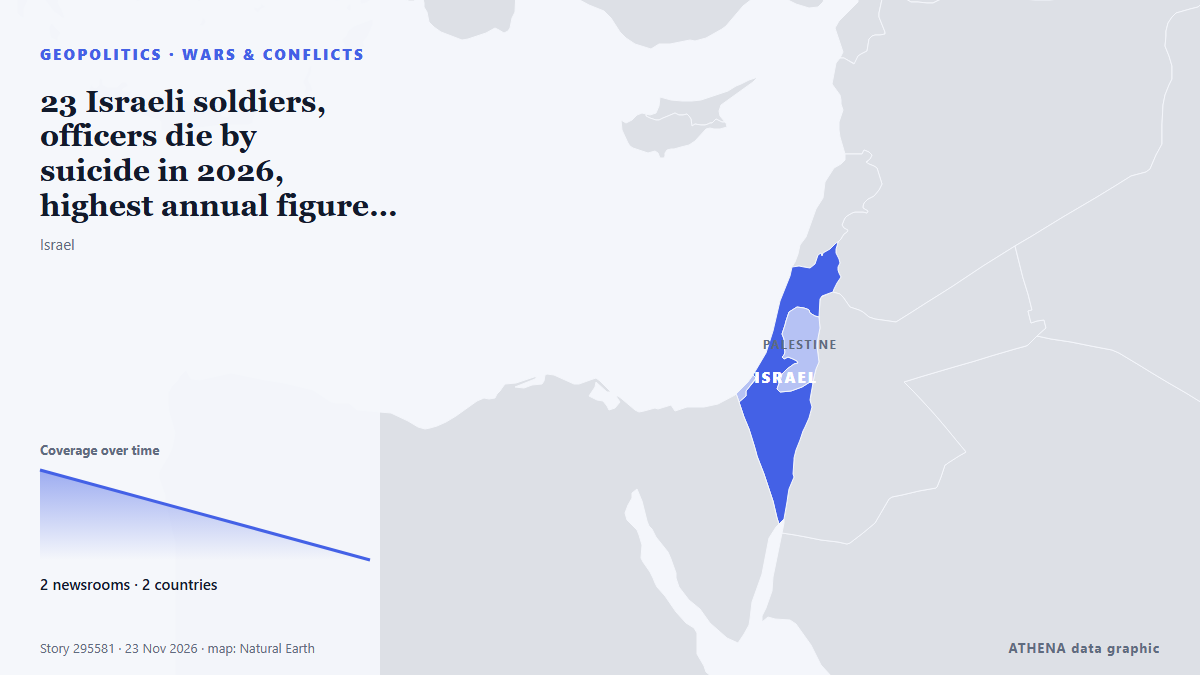 GEOPOLITICS · WARS & CONFLICTS
23 Israeli soldiers,
officers die by
suicide in 2026,
highest annual figure…
Israel
PALESTINE
ISRAEL
Coverage over time
2 newsrooms · 2 countries
Story 295581 · 23 Nov 2026 · map: Natural Earth
ATHENA data graphic